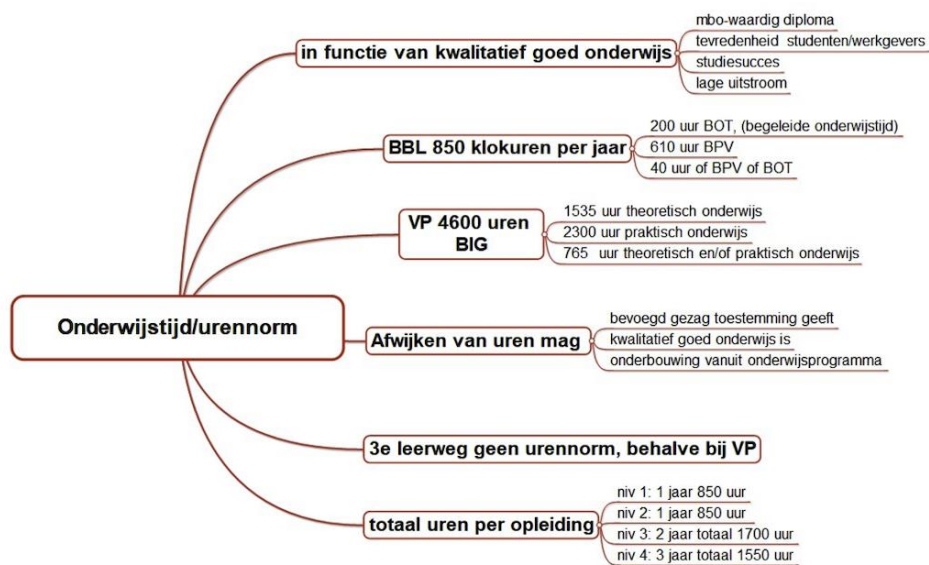 Onderwijstijd/urennorm
in functie van kwalitatief goed onderwijs
mbo-waardig diploma
tevredenheid studenten/werkgevers
studiesucces
lage uitstroom
BBL 850 klokuren per jaar
200 uur BOT, (begeleide onderwijstijd)
610 uur BPV
40 uur of BPV of BOT
VP 4600 uren
BIG
1535 uur theoretisch onderwijs
2300 uur praktisch onderwijs
765 uur theoretisch en/of praktisch onderwijs
Afwijken van uren mag
bevoegd gezag toestemming geeft
kwalitatief goed onderwijs is
onderbouwing vanuit onderwijsprogramma
3e leerweg geen urennorm, behalve bij VP
totaal uren per opleiding
niv 1: 1 jaar 850 uur
niv 2: 1 jaar 850 uur
niv 3: 2 jaar totaal 1700 uur
niv 4: 3 jaar totaal 1550 uur